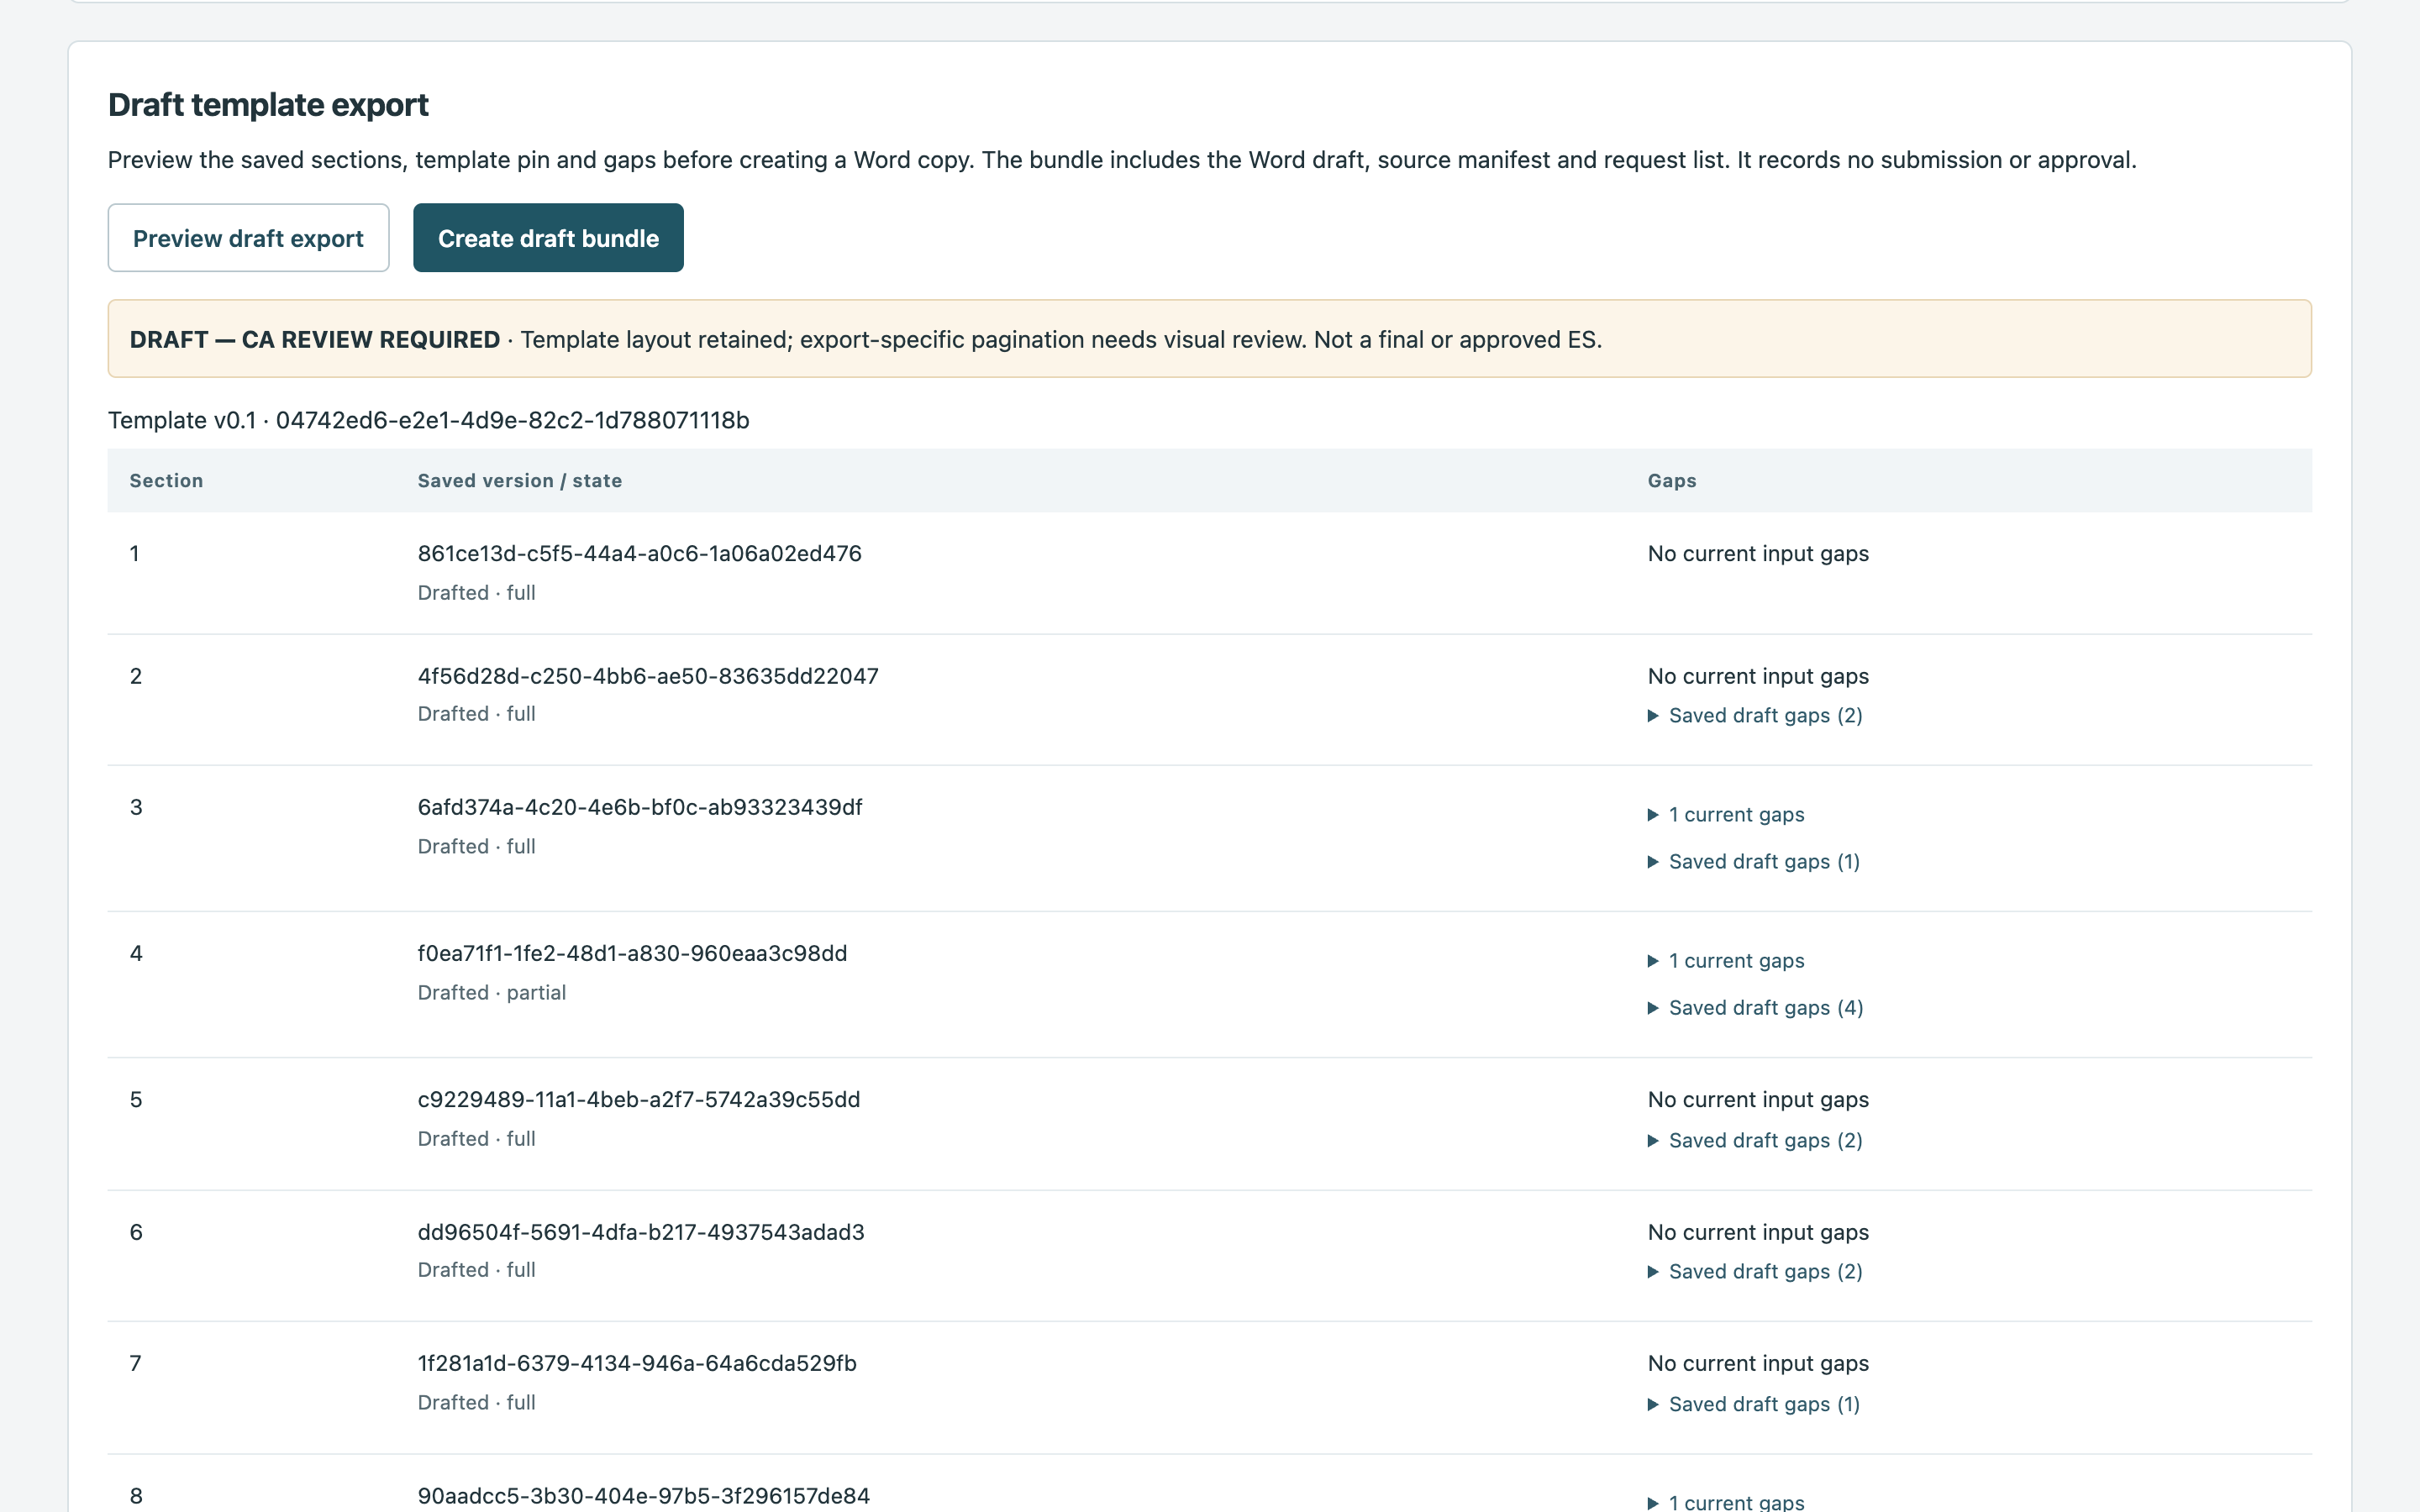 Draft template export
Preview the saved sections, template pin and gaps before creating a Word copy. The bundle includes the Word draft, source manifest and request list. It records no submission or approval.
Preview draft export
Create draft bundle
DRAFT — CA REVIEW REQUIRED · Template layout retained; export-specific pagination needs visual review. Not a final or approved ES.
Template v0.1 · 04742ed6-e2e1-4d9e-82c2-1d788071118b
Section Saved version / state Gaps
1 861ce13d-c5f5-44a4-a0c6-1a06a02ed476 No current input gaps
Drafted · full
2 4f56d28d-c250-4bb6-ae50-83635dd22047 No current input gaps
Drafted · full Saved draft gaps (2)
3 6afd374a-4c20-4e6b-bf0c-ab93323439df 1 current gaps
Drafted · full Saved draft gaps (1)
4 f0ea71f1-1fe2-48d1-a830-960eaa3c98dd 1 current gaps
Drafted · partial Saved draft gaps (4)
5 c9229489-11a1-4beb-a2f7-5742a39c55dd No current input gaps
Drafted · full Saved draft gaps (2)
6 dd96504f-5691-4dfa-b217-4937543adad3 No current input gaps
Drafted · full Saved draft gaps (2)
7 1f281a1d-6379-4134-946a-64a6cda529fb No current input gaps
Drafted · full Saved draft gaps (1)
8 90aadcc5-3b30-404e-97b5-3f296157de84 1 current gaps